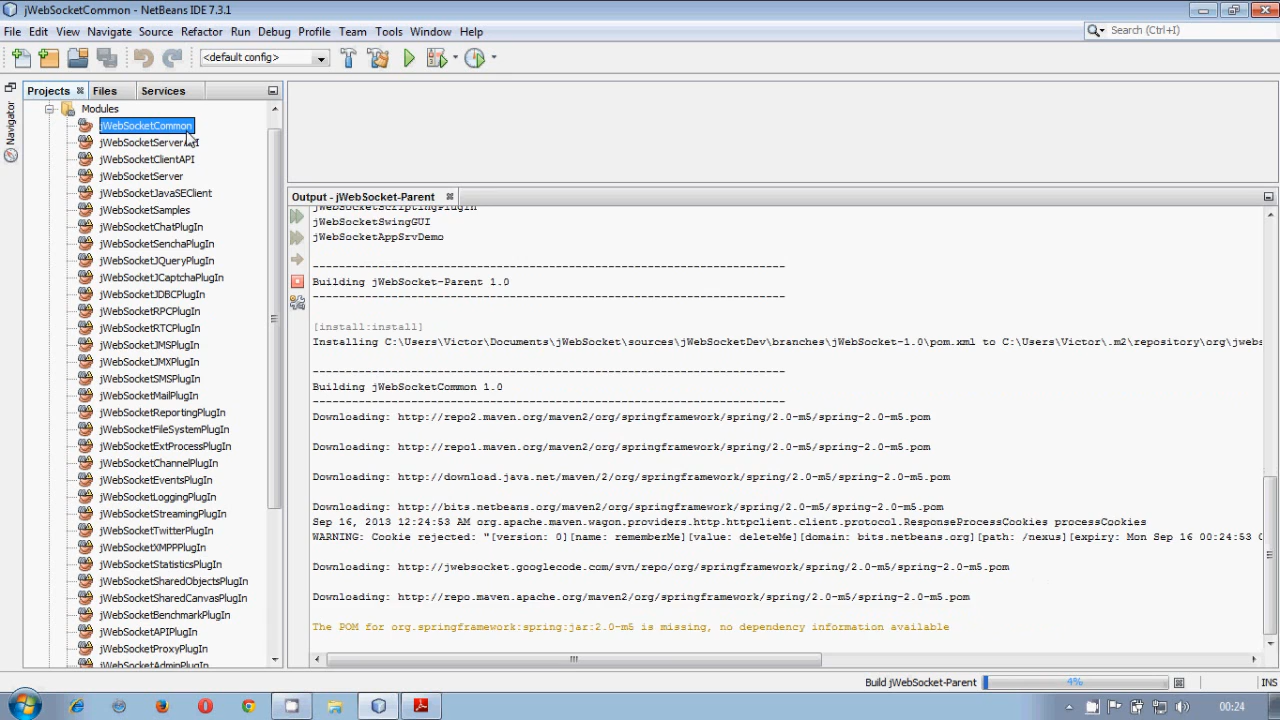 jWebSocketCommon - NetBeans IDE 7.3.1
File Edit View Navigate Source Refactor Run Debug Profile Team Tools Window Help
Search (Ctrl+I)
<default config>
Projects Files Services
Navigator
Modules
jWebSocketCommon
jWebSocketServerAPI
jWebSocketClientAPI
jWebSocketServer
jWebSocketJavaSEClient
jWebSocketSamples
jWebSocketChatPlugIn
jWebSocketSenchaPlugIn
jWebSocketJQueryPlugIn
jWebSocketJCaptchaPlugIn
jWebSocketJDBCPlugIn
jWebSocketRPCPlugIn
jWebSocketRTCPlugIn
jWebSocketJMSPlugIn
jWebSocketJMXPlugIn
jWebSocketSMSPlugIn
jWebSocketMailPlugIn
jWebSocketReportingPlugIn
jWebSocketFileSystemPlugIn
jWebSocketExtProcessPlugIn
jWebSocketChannelPlugIn
jWebSocketEventsPlugIn
jWebSocketLoggingPlugIn
jWebSocketStreamingPlugIn
jWebSocketTwitterPlugIn
jWebSocketXMPPPlugIn
jWebSocketStatisticsPlugIn
jWebSocketSharedObjectsPlugIn
jWebSocketSharedCanvasPlugIn
jWebSocketBenchmarkPlugIn
jWebSocketAPIPlugIn
jWebSocketProxyPlugIn
jWebSocketAdminPlugIn
Output - jWebSocket-Parent
jWebSocketScriptingPlugIn
jWebSocketSwingGUI
jWebSocketAppSrvDemo
------------------------------------------------------------------------
Building jWebSocket-Parent 1.0
------------------------------------------------------------------------
[install:install]
Installing C:\Users\Victor\Documents\jWebSocket\sources\jWebSocketDev\branches\jWebSocket-1.0\pom.xml to C:\Users\Victor\.m2\repository\org\jwebs
------------------------------------------------------------------------
Building jWebSocketCommon 1.0
------------------------------------------------------------------------
Downloading: http://repo2.maven.org/maven2/org/springframework/spring/2.0-m5/spring-2.0-m5.pom
Downloading: http://repo1.maven.org/maven2/org/springframework/spring/2.0-m5/spring-2.0-m5.pom
Downloading: http://download.java.net/maven/2/org/springframework/spring/2.0-m5/spring-2.0-m5.pom
Downloading: http://bits.netbeans.org/maven2/org/springframework/spring/2.0-m5/spring-2.0-m5.pom
Sep 16, 2013 12:24:53 AM org.apache.maven.wagon.providers.http.httpclient.client.protocol.ResponseProcessCookies processCookies
WARNING: Cookie rejected: "[version: 0][name: rememberMe][value: deleteMe][domain: bits.netbeans.org][path: /nexus][expiry: Mon Sep 16 00:24:53
Downloading: http://jwebsocket.googlecode.com/svn/repo/org/springframework/spring/2.0-m5/spring-2.0-m5.pom
Downloading: http://repo.maven.apache.org/maven2/org/springframework/spring/2.0-m5/spring-2.0-m5.pom
The POM for org.springframework:spring:jar:2.0-m5 is missing, no dependency information available
Build jWebSocket-Parent 4% INS
00:24